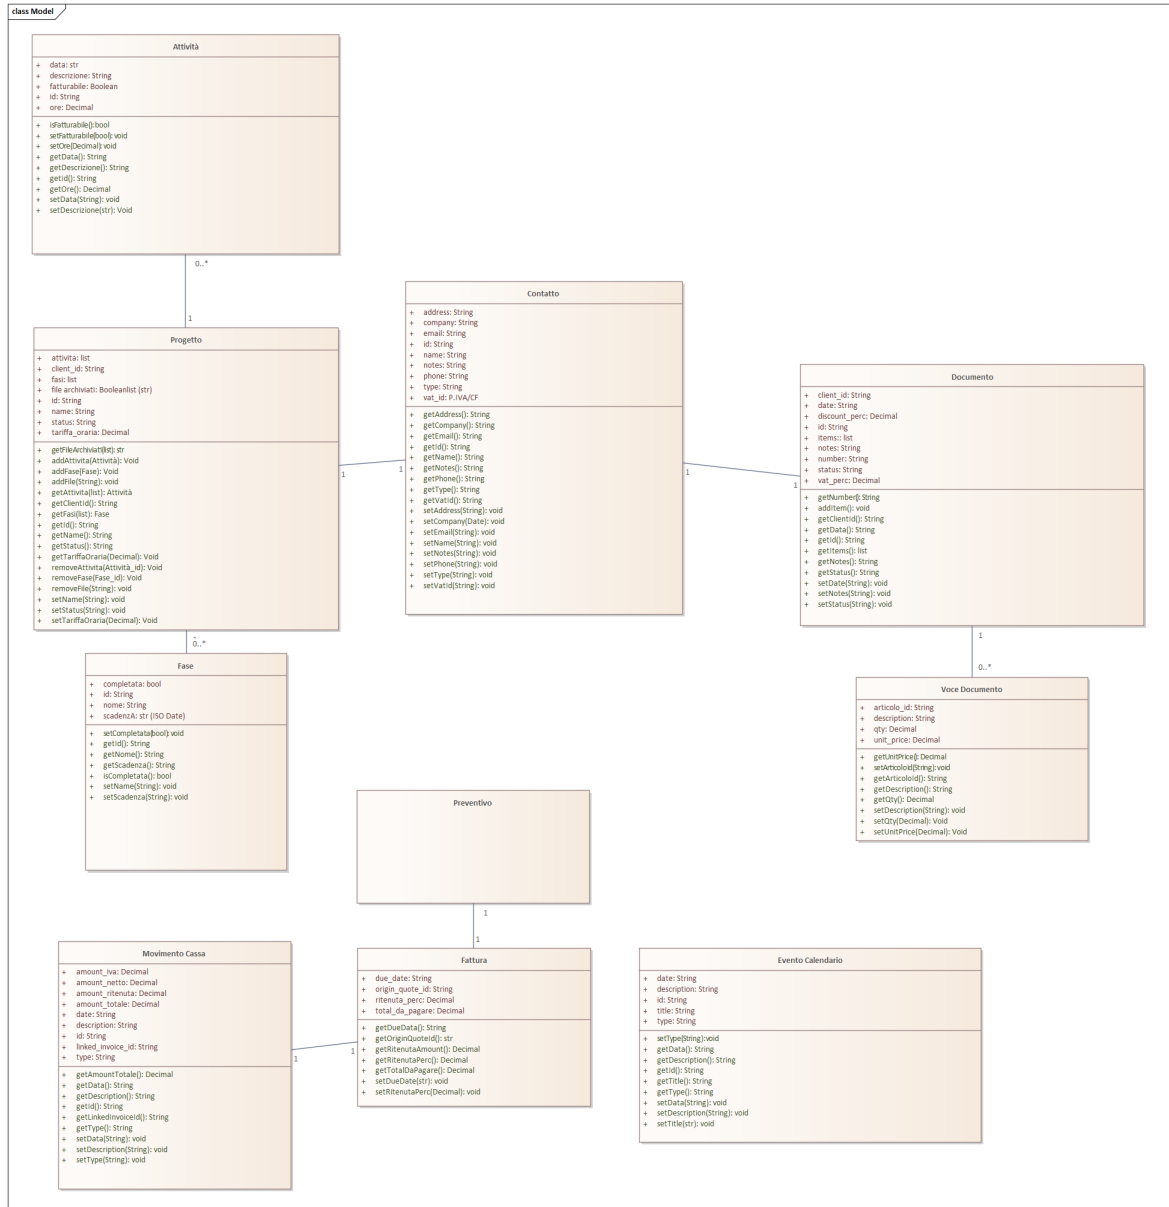 class Model
Attività
+ data: str
+ descrizione: String
+ fatturabile: Boolean
+ id: String
+ ore: Decimal
+ isFatturabile():bool
+ setFatturabile(bool): void
+ setOre(Decimal): void
+ getData(): String
+ getDescrizione(): String
+ getId(): String
+ getOre(): Decimal
+ setData(String): void
+ setDescrizione(str): Void
0..*
1
Progetto
+ attivita: list
+ client_id: String
+ fasi: list
+ file archiviati: Booleanlist (str)
+ id: String
+ name: String
+ status: String
+ tariffa_oraria: Decimal
+ getFileArchiviati(list): str
+ addAttivita(Attività): Void
+ addFase(Fase): Void
+ addFile(String): void
+ getAttivita(list): Attività
+ getClientId(): String
+ getFasi(list): Fase
+ getId(): String
+ getName(): String
+ getStatus(): String
+ getTariffaOraria(Decimal): Void
+ removeAttivita(Attività_id): Void
+ removeFase(Fase_id): Void
+ removeFile(String): void
+ setName(String): void
+ setStatus(String): void
+ setTariffaOraria(Decimal): Void
1
1
Contatto
+ address: String
+ company: String
+ email: String
+ id: String
+ name: String
+ notes: String
+ phone: String
+ type: String
+ vat_id: P.IVA/CF
+ getAddress(): String
+ getCompany(): String
+ getEmail(): String
+ getId(): String
+ getName(): String
+ getNotes(): String
+ getPhone(): String
+ getType(): String
+ getVatId(): String
+ setAddress(String): void
+ setCompany(Date): void
+ setEmail(String): void
+ setName(String): void
+ setNotes(String): void
+ setPhone(String): void
+ setType(String): void
+ setVatId(String): void
1
1
Documento
+ client_id: String
+ date: String
+ discount_perc: Decimal
+ id: String
+ items:: list
+ notes: String
+ number: String
+ status: String
+ vat_perc: Decimal
+ getNumber(): String
+ addItem(): void
+ getClientId(): String
+ getData(): String
+ getId(): String
+ getItems(): list
+ getNotes(): String
+ getStatus(): String
+ setDate(String): void
+ setNotes(String): void
+ setStatus(String): void
0..*
Fase
+ completata: bool
+ id: String
+ nome: String
+ scadenzA: str (ISO Date)
+ setCompletata(bool): void
+ getId(): String
+ getNome(): String
+ getScadenza(): String
+ isCompletata(): bool
+ setName(String): void
+ setScadenza(String): void
1
0..*
Voce Documento
+ articolo_id: String
+ description: String
+ qty: Decimal
+ unit_price: Decimal
+ getUnitPrice(): Decimal
+ setArticoloId(String): void
+ getArticoloId(): String
+ getDescription(): String
+ getQty(): Decimal
+ setDescription(String): void
+ setQty(Decimal): Void
+ setUnitPrice(Decimal): Void
Preventivo
1
1
Movimento Cassa
+ amount_iva: Decimal
+ amount_netto: Decimal
+ amount_ritenuta: Decimal
+ amount_totale: Decimal
+ date: String
+ description: String
+ id: String
+ linked_invoice_id: String
+ type: String
+ getAmountTotale(): Decimal
+ getData(): String
+ getDescription(): String
+ getId(): String
+ getLinkedInvoiceId(): String
+ getType(): String
+ setData(String): void
+ setDescription(String): void
+ setType(String): void
1
1
Fattura
+ due_date: String
+ origin_quote_id: String
+ ritenuta_perc: Decimal
+ total_da_pagare: Decimal
+ getDueData(): String
+ getOriginQuoteId(): str
+ getRitenutaAmount(): Decimal
+ getRitenutaPerc(): Decimal
+ getTotalDaPagare(): Decimal
+ setDueDate(str): void
+ setRitenutaPerc(Decimal): void
Evento Calendario
+ date: String
+ description: String
+ id: String
+ title: String
+ type: String
+ setType(String):void
+ getData(): String
+ getDescription(): String
+ getId(): String
+ getTitle(): String
+ getType(): String
+ setData(String): void
+ setDescription(String): void
+ setTitle(str): void